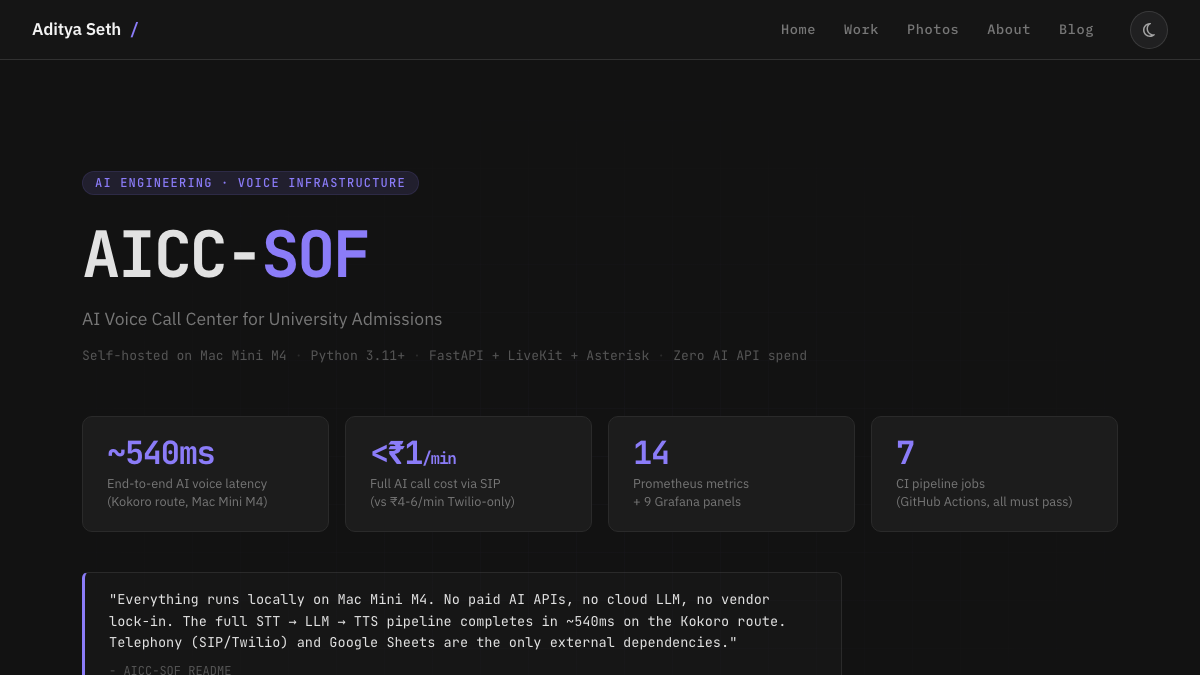 Aditya Seth /
Home Work Photos About Blog
AI ENGINEERING · VOICE INFRASTRUCTURE
AICC-SOF
AI Voice Call Center for University Admissions
Self-hosted on Mac Mini M4 · Python 3.11+ · FastAPI + LiveKit + Asterisk · Zero AI API spend
~540ms
End-to-end AI voice latency
(Kokoro route, Mac Mini M4)
<₹1/min
Full AI call cost via SIP
(vs ₹4-6/min Twilio-only)
14
Prometheus metrics
+ 9 Grafana panels
7
CI pipeline jobs
(GitHub Actions, all must pass)
"Everything runs locally on Mac Mini M4. No paid AI APIs, no cloud LLM, no vendor
lock-in. The full STT → LLM → TTS pipeline completes in ~540ms on the Kokoro route.
Telephony (SIP/Twilio) and Google Sheets are the only external dependencies."
- AICC-SOF README